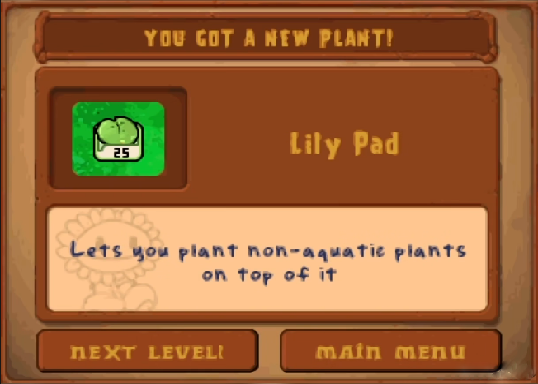 YOU GOT A NEW PLANT!
25
Lily Pad
Lets you plant non-aquatic plants
on top of it
NEXT LEVEL!
MAIN MENU